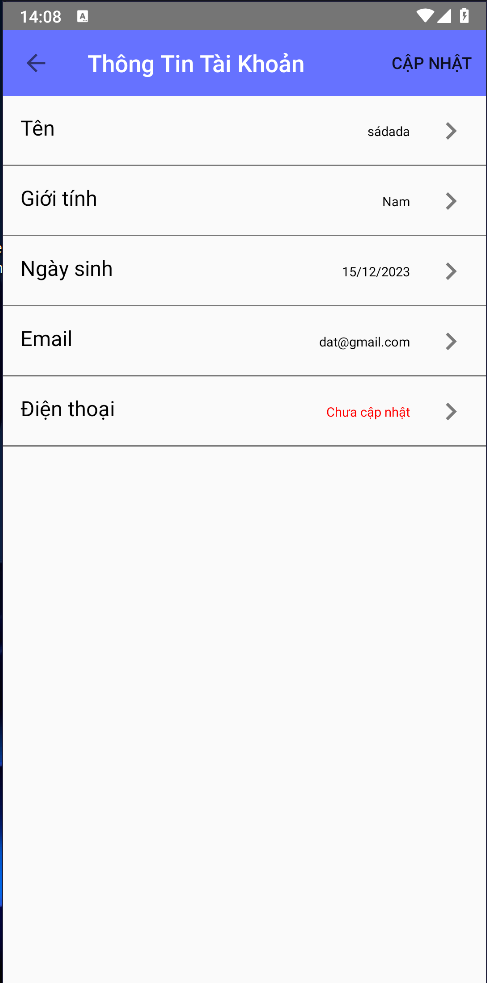 14:08
Thông Tin Tài Khoản CẬP NHẬT
Tên sádada
Giới tính Nam
Ngày sinh 15/12/2023
Email dat@gmail.com
Điện thoại Chưa cập nhật